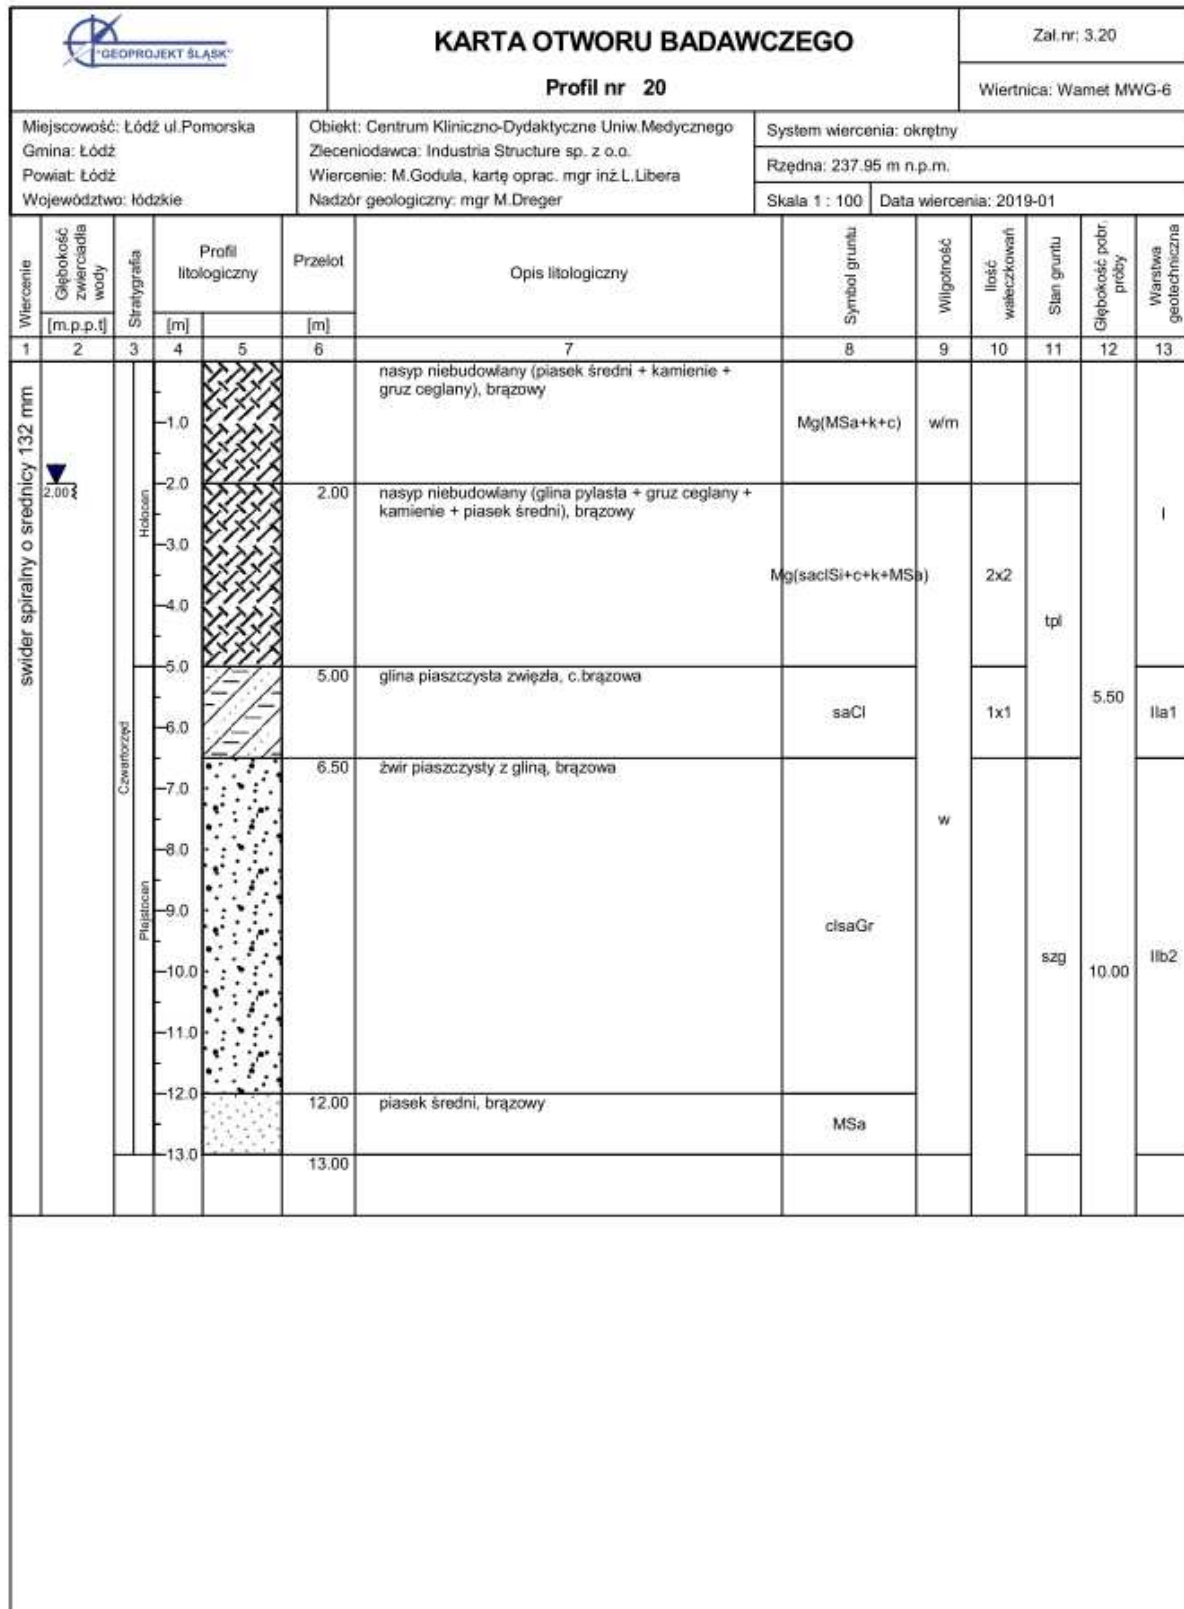 "GEOPROJEKT ŚLĄSK"
KARTA OTWORU BADAWCZEGO
Profil nr 20
Zał.nr: 3.20
Wiertnica: Wamet MWG-6
Miejscowość: Łódź ul.Pomorska
Gmina: Łódź
Powiat: Łódź
Województwo: łódzkie
Obiekt: Centrum Kliniczno-Dydaktyczne Uniw.Medycznego
Zleceniodawca: Industria Structure sp. z o.o.
Wiercenie: M.Godula, kartę oprac. mgr inż.L.Libera
Nadzór geologiczny: mgr M.Dreger
System wiercenia: okrętny
Rzędna: 237.95 m n.p.m.
Skala 1 : 100
Data wiercenia: 2019-01
Wiercenie
Głębokość
zwierciadła
wody
[m.p.p.t]
Stratygrafia
Profil
litologiczny
[m]
Przelot
[m]
Opis litologiczny
Symbol gruntu
Wilgotność
Ilość
wałeczkowań
Stan gruntu
Głębokość pobr.
próby
Warstwa
geotechniczna
1 2 3 4 5 6 7 8 9 10 11 12 13
swider spiralny o srednicy 132 mm
2.00
Czwartorzęd
Holocen
Plejstocen
1.0
2.0
3.0
4.0
5.0
6.0
7.0
8.0
9.0
10.0
11.0
12.0
13.0
nasyp niebudowlany (piasek średni + kamienie +
gruz ceglany), brązowy
Mg(MSa+k+c)
w/m
2.00
nasyp niebudowlany (glina pylasta + gruz ceglany +
kamienie + piasek średni), brązowy
Mg(saclSi+c+k+MSa)
2x2
tpl
I
5.00
glina piaszczysta zwięzła, c.brązowa
saCl
1x1
5.50
IIa1
6.50
żwir piaszczysty z gliną, brązowa
w
clsaGr
szg
10.00
IIb2
12.00
piasek średni, brązowy
MSa
13.00